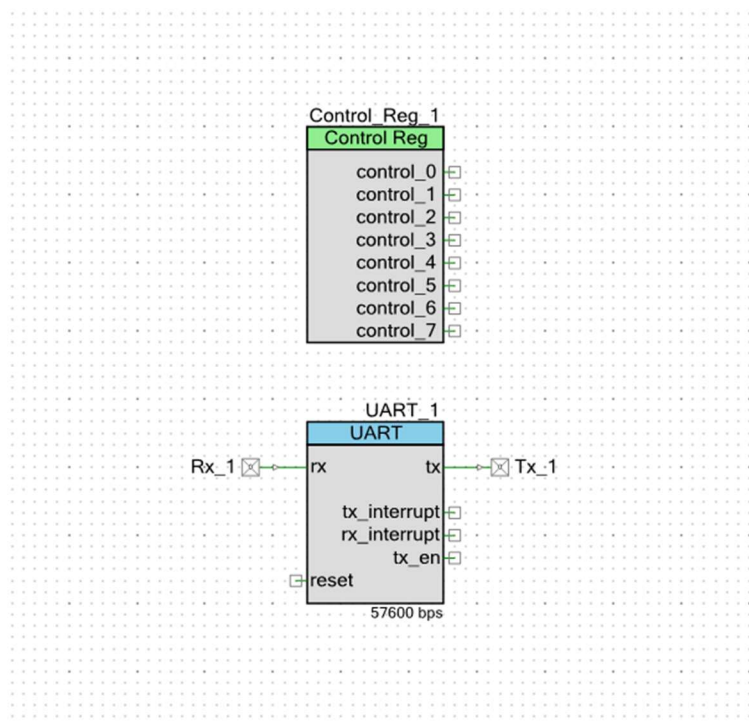 Control_Reg_1
Control Reg
control_0
control_1
control_2
control_3
control_4
control_5
control_6
control_7
UART_1
UART
Rx_1 rx tx Tx_1
tx_interrupt
rx_interrupt
tx_en
reset
57600 bps